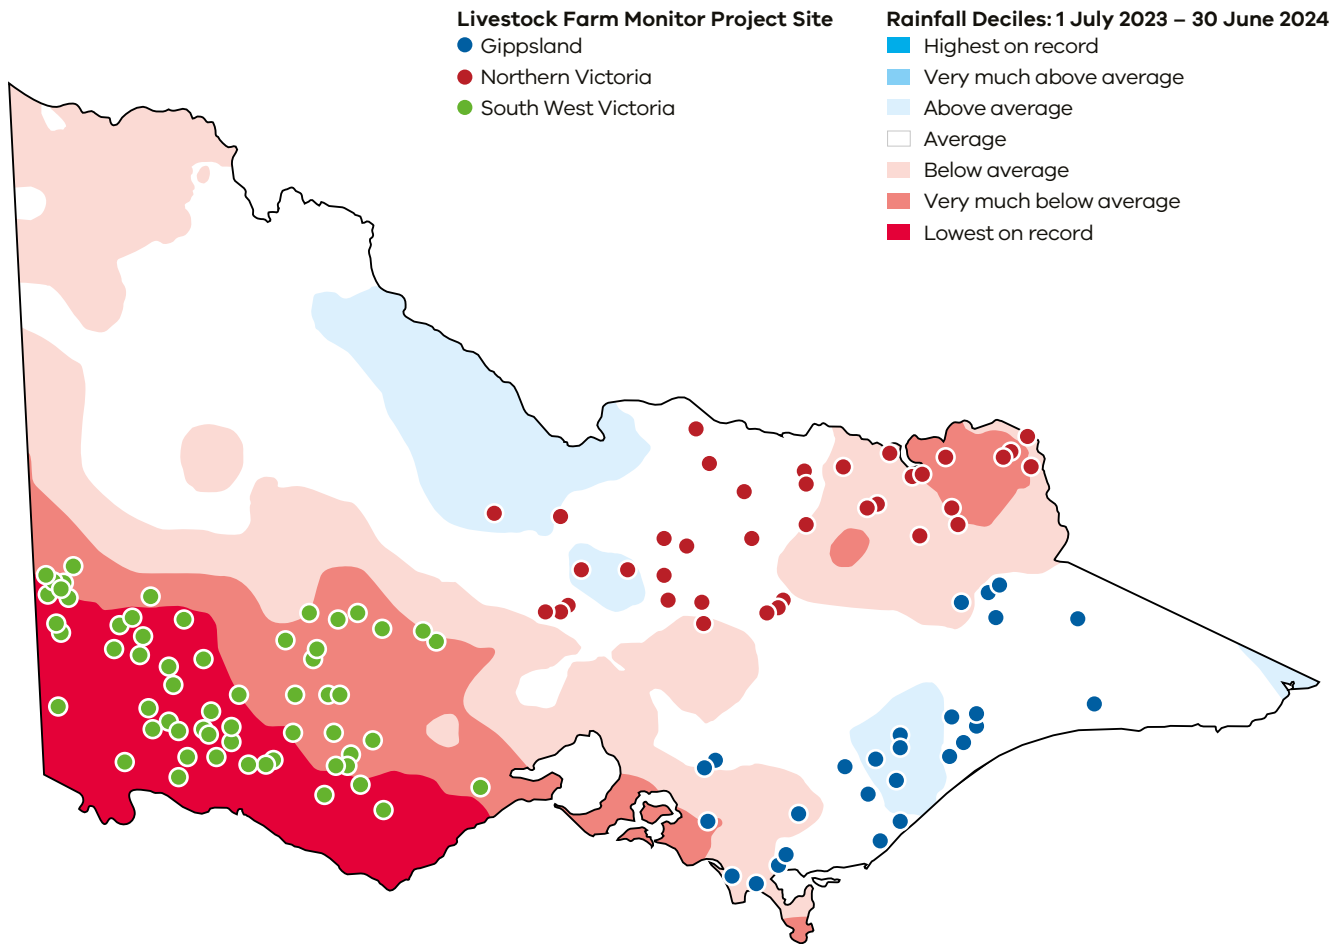 Livestock Farm Monitor Project Site
Gippsland
Northern Victoria
South West Victoria
Rainfall Deciles: 1 July 2023 – 30 June 2024
Highest on record
Very much above average
Above average
Average
Below average
Very much below average
Lowest on record